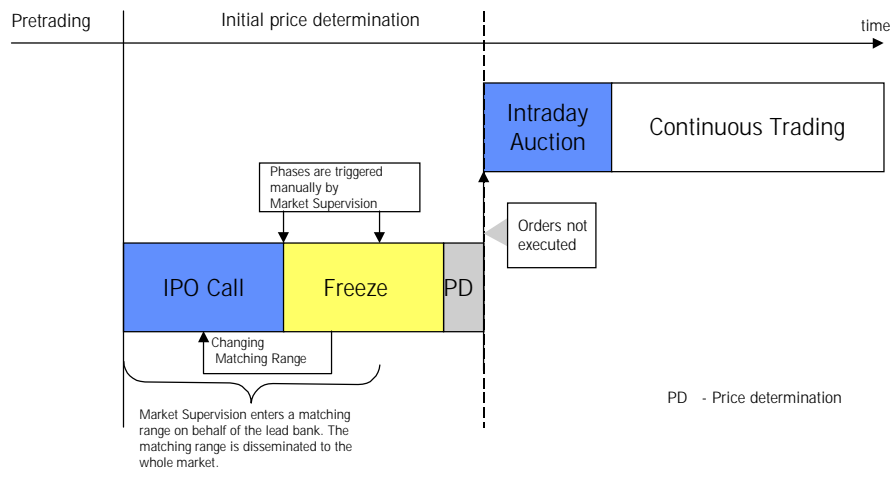 Pretrading
Initial price determination
time
Intraday
Auction
Continuous Trading
Phases are triggered
manually by
Market Supervision
Orders not
executed
IPO Call
Freeze
PD
Changing
Matching Range
PD - Price determination
Market Supervision enters a matching
range on behalf of the lead bank. The
matching range is disseminated to the
whole market.